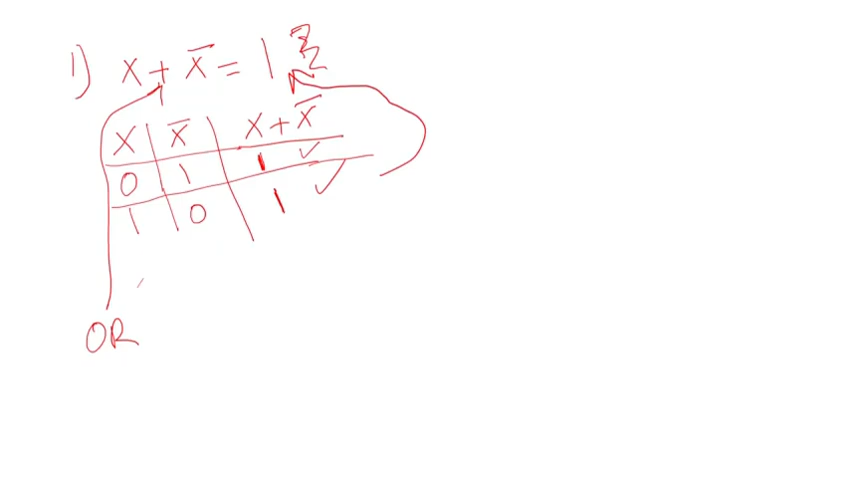 1) X + X̅ = 1
X X̅ X + X̅
0 1 1 ✓
1 0 1 ✓
OR